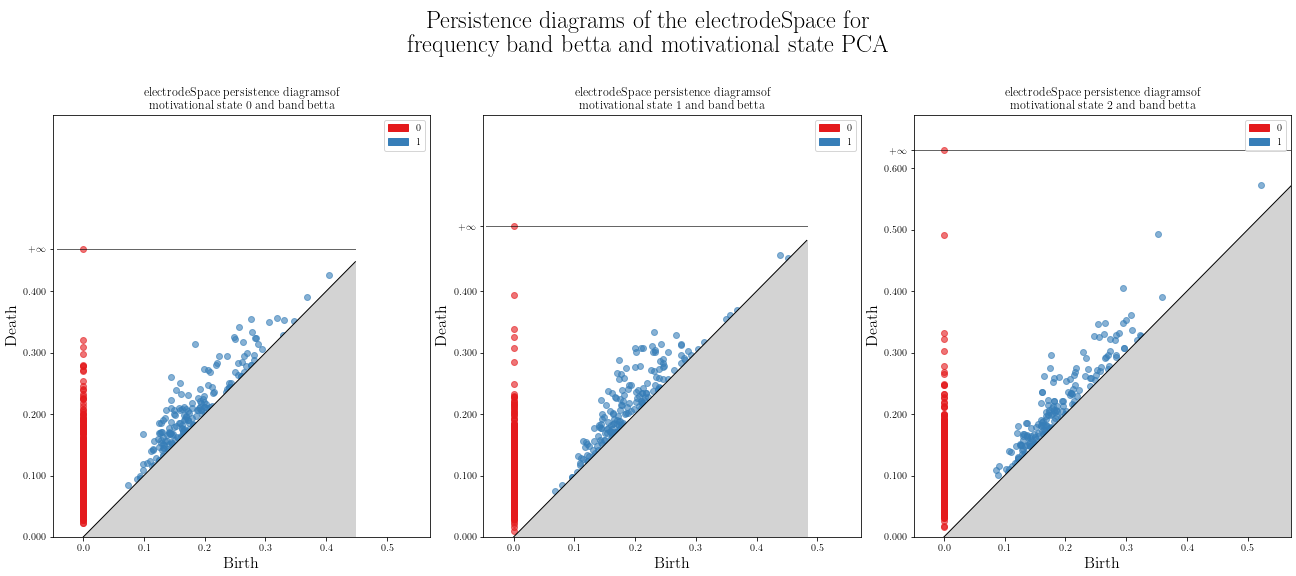 Persistence diagrams of the electrodeSpace for
frequency band betta and motivational state PCA
electrodeSpace persistence diagramsof
motivational state 0 and band betta
0
1
+∞
0.400
0.300
0.200
0.100
0.000
Death
0.0 0.1 0.2 0.3 0.4 0.5
Birth
electrodeSpace persistence diagramsof
motivational state 1 and band betta
0
1
+∞
0.400
0.300
0.200
0.100
0.000
Death
0.0 0.1 0.2 0.3 0.4 0.5
Birth
electrodeSpace persistence diagramsof
motivational state 2 and band betta
0
1
+∞
0.600
0.500
0.400
0.300
0.200
0.100
0.000
Death
0.0 0.1 0.2 0.3 0.4 0.5
Birth